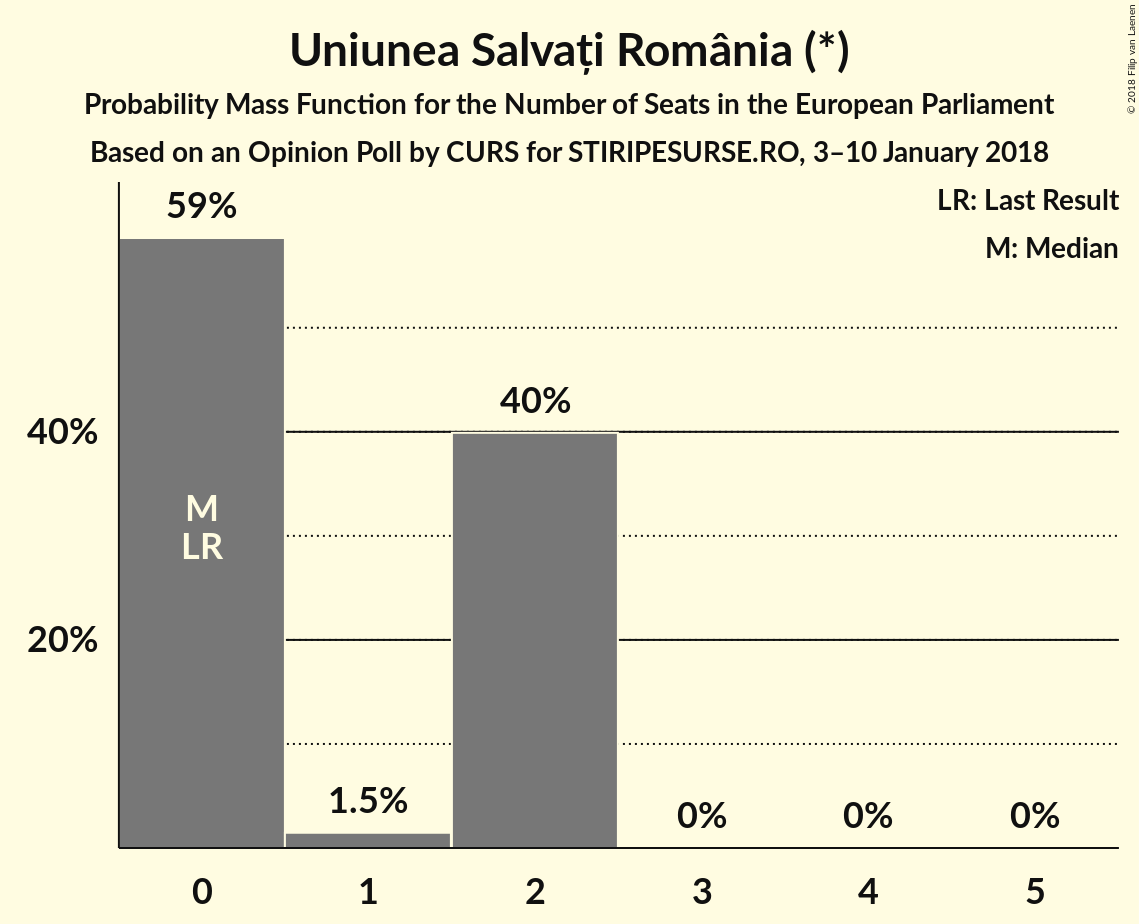 Uniunea Salvați România (*)
Probability Mass Function for the Number of Seats in the European Parliament
Based on an Opinion Poll by CURS for STIRIPESURSE.RO, 3–10 January 2018
© 2018 Filip van Laenen
LR: Last Result
M: Median
59%
40%
40%
M
LR
20%
1.5%
0%
0%
0%
0
1
2
3
4
5